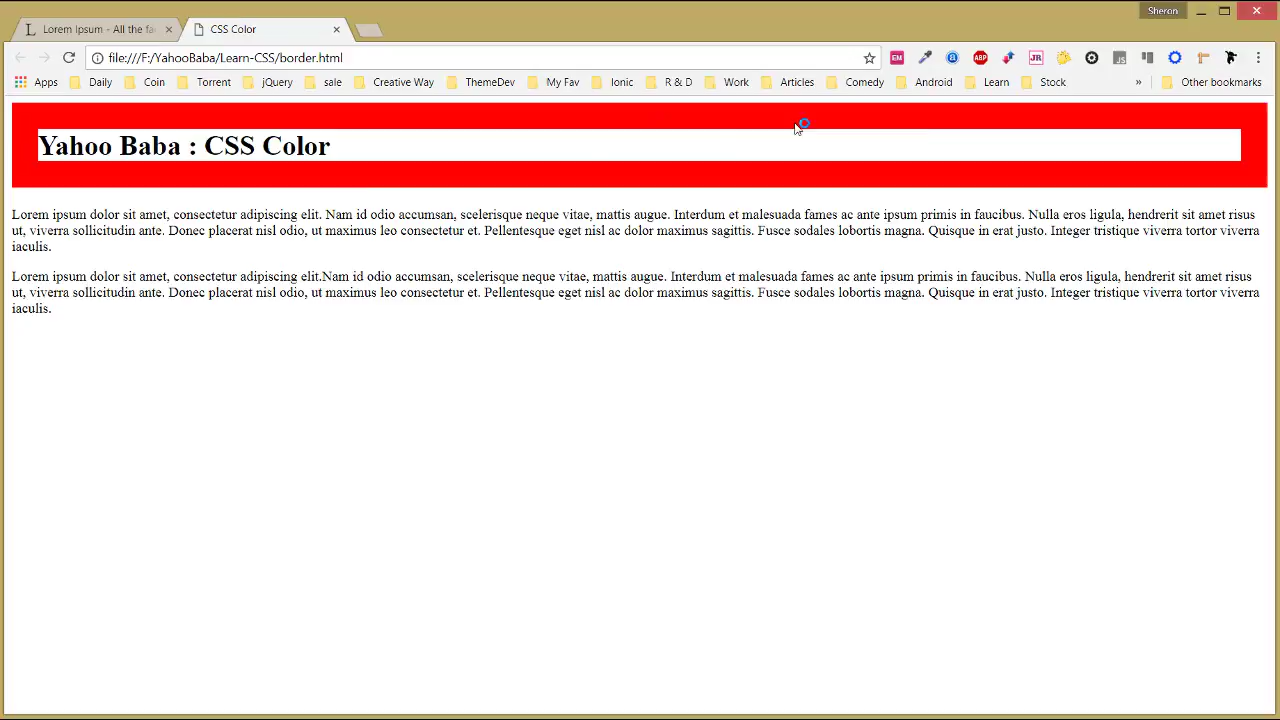 Sheron
Lorem Ipsum - All the fa
CSS Color
file:///F:/YahooBaba/Learn-CSS/border.html
EM
ABP
JR
JS
Apps Daily Coin Torrent jQuery sale Creative Way ThemeDev My Fav Ionic R & D Work Articles Comedy Android Learn Stock » Other bookmarks
Yahoo Baba : CSS Color
Lorem ipsum dolor sit amet, consectetur adipiscing elit. Nam id odio accumsan, scelerisque neque vitae, mattis augue. Interdum et malesuada fames ac ante ipsum primis in faucibus. Nulla eros ligula, hendrerit sit amet risus
ut, viverra sollicitudin ante. Donec placerat nisl odio, ut maximus leo consectetur et. Pellentesque eget nisl ac dolor maximus sagittis. Fusce sodales lobortis magna. Quisque in erat justo. Integer tristique viverra tortor viverra
iaculis.
Lorem ipsum dolor sit amet, consectetur adipiscing elit.Nam id odio accumsan, scelerisque neque vitae, mattis augue. Interdum et malesuada fames ac ante ipsum primis in faucibus. Nulla eros ligula, hendrerit sit amet risus
ut, viverra sollicitudin ante. Donec placerat nisl odio, ut maximus leo consectetur et. Pellentesque eget nisl ac dolor maximus sagittis. Fusce sodales lobortis magna. Quisque in erat justo. Integer tristique viverra tortor viverra
iaculis.